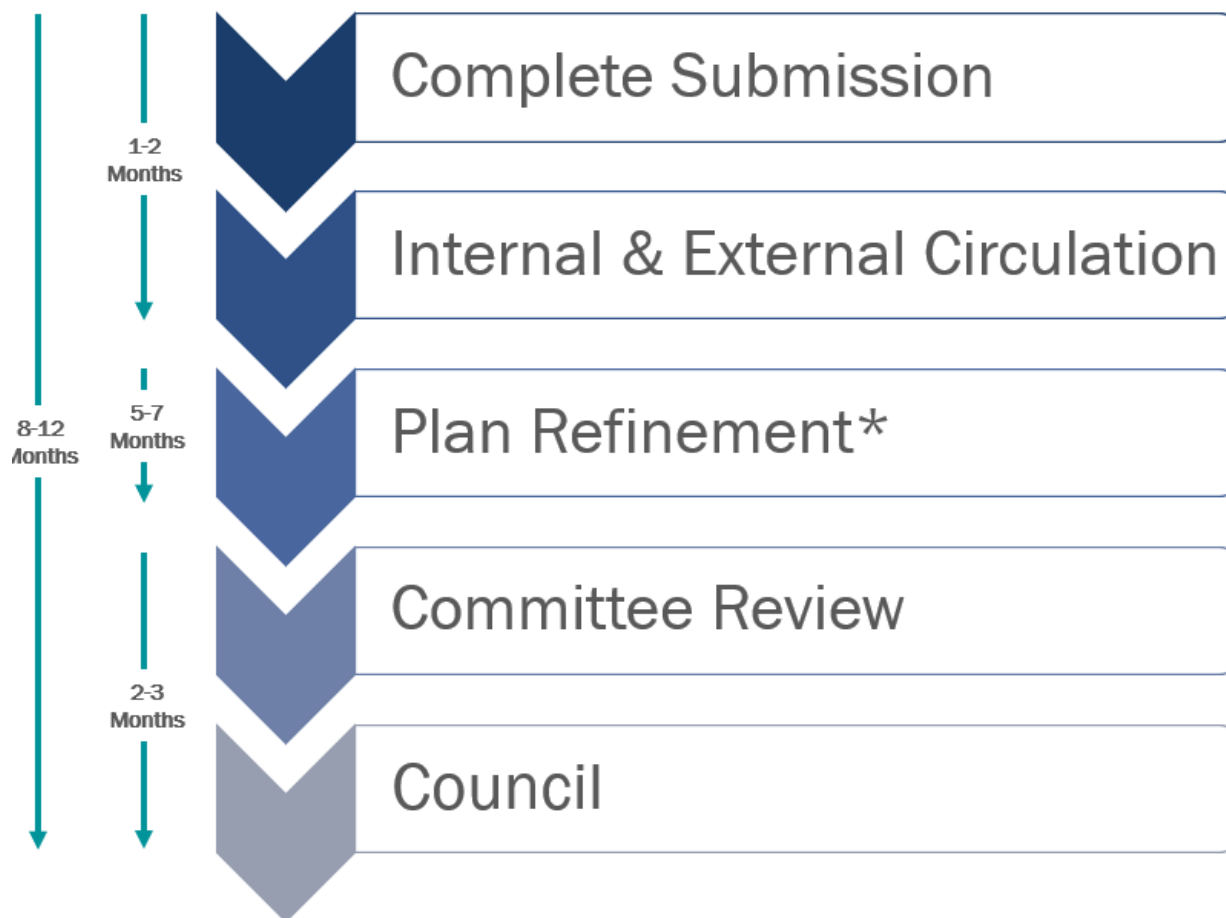 Complete Submission
1-2
Months
Internal & External Circulation
Plan Refinement*
5-7
Months
8-12
Months
Committee Review
2-3
Months
Council